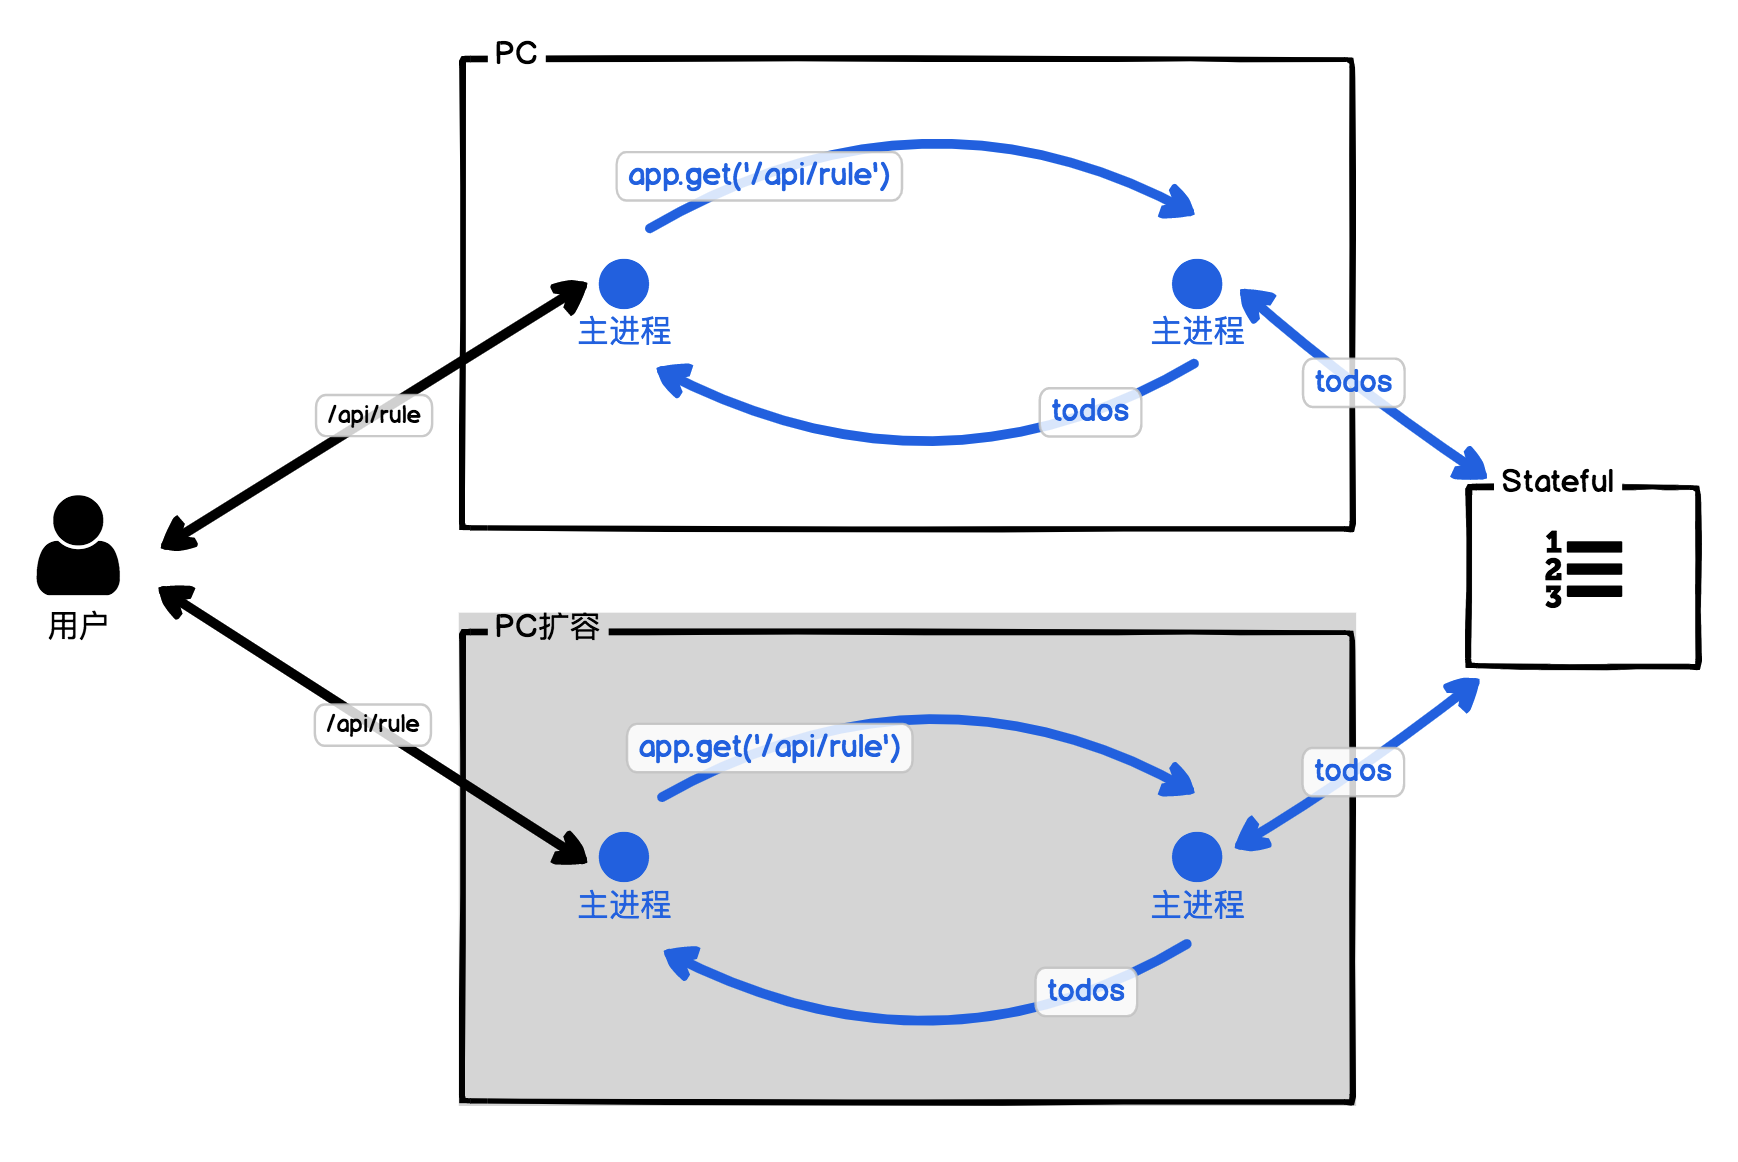 PC
app.get('/api/rule')
主进程
主进程
todos
todos
/api/rule
用户
Stateful
1
2
3
PC扩容
/api/rule
app.get('/api/rule')
todos
主进程
主进程
todos